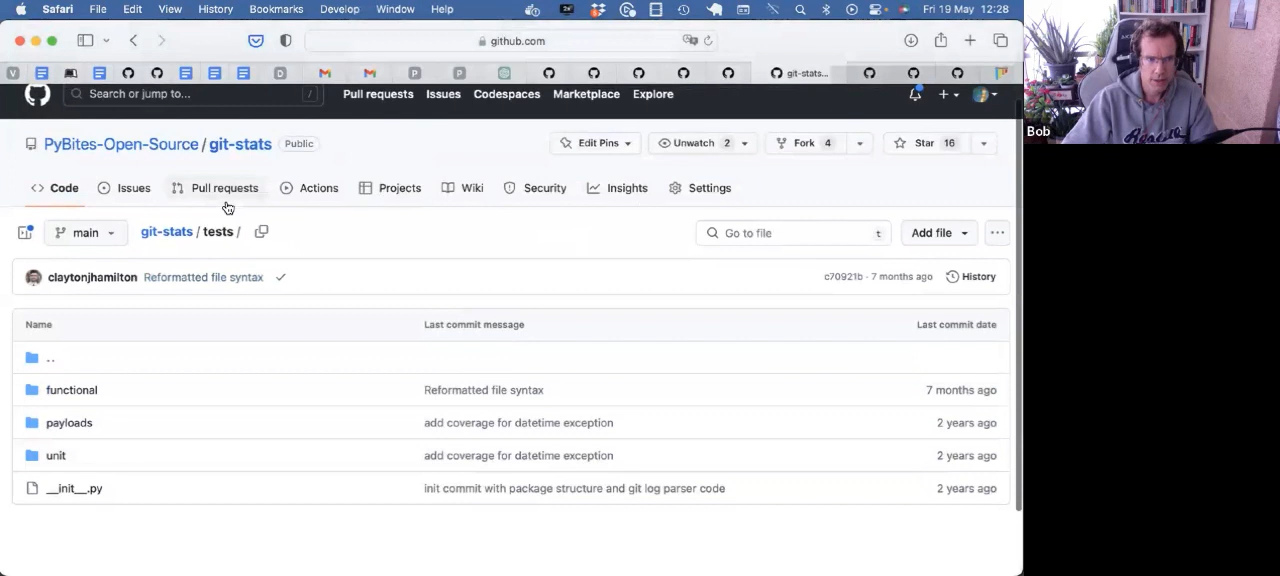 Safari File Edit View History Bookmarks Develop Window Help Fri 19 May 12:28
github.com
git-stats...
Search or jump to... / Pull requests Issues Codespaces Marketplace Explore
Bob
PyBites-Open-Source / git-stats Public Edit Pins Unwatch 2 Fork 4 Star 16
Code Issues Pull requests Actions Projects Wiki Security Insights Settings
main git-stats / tests / Go to file t Add file
claytonjhamilton Reformatted file syntax c70921b · 7 months ago History
Name Last commit message Last commit date
..
functional Reformatted file syntax 7 months ago
payloads add coverage for datetime exception 2 years ago
unit add coverage for datetime exception 2 years ago
__init__.py init commit with package structure and git log parser code 2 years ago